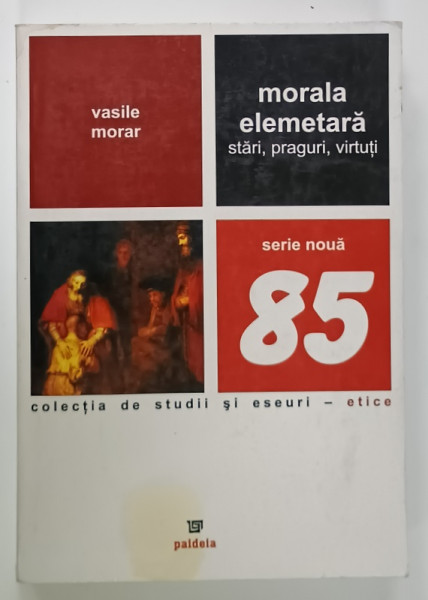 vasile
morar
morala
elemetară
stări, praguri, virtuți
serie nouă
85
colecția de studii și eseuri – etice
paideia